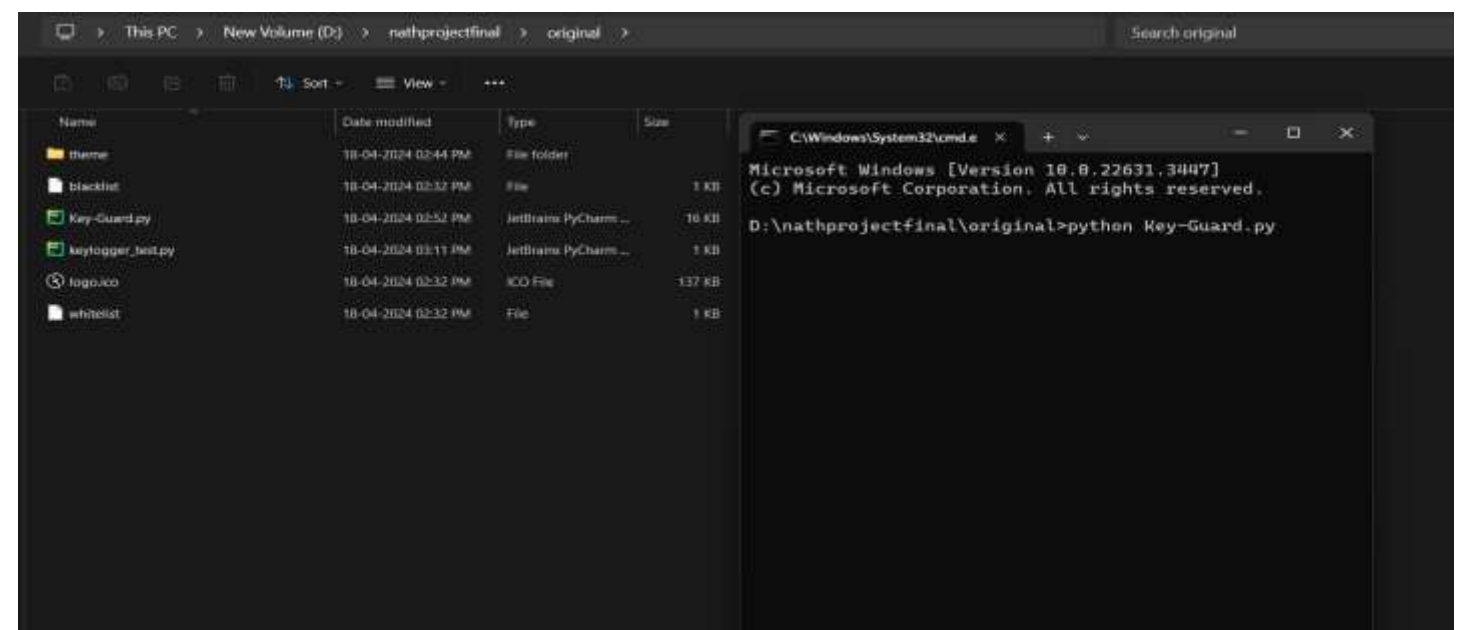 This PC > New Volume (D:) > nathprojectfinal > original >
Search original
Sort
View
Name Date modified Type Size
theme 18-04-2024 02:44 PM File folder
blacklist 18-04-2024 02:32 PM File 1 KB
Key-Guard.py 18-04-2024 02:52 PM JetBrains PyCharm ... 16 KB
keylogger_test.py 18-04-2024 03:11 PM JetBrains PyCharm ... 1 KB
logo.ico 18-04-2024 02:32 PM ICO File 137 KB
whitelist 18-04-2024 02:32 PM File 1 KB
C:\Windows\System32\cmd.e
Microsoft Windows [Version 10.0.22631.3447]
(c) Microsoft Corporation. All rights reserved.
D:\nathprojectfinal\original>python Key-Guard.py